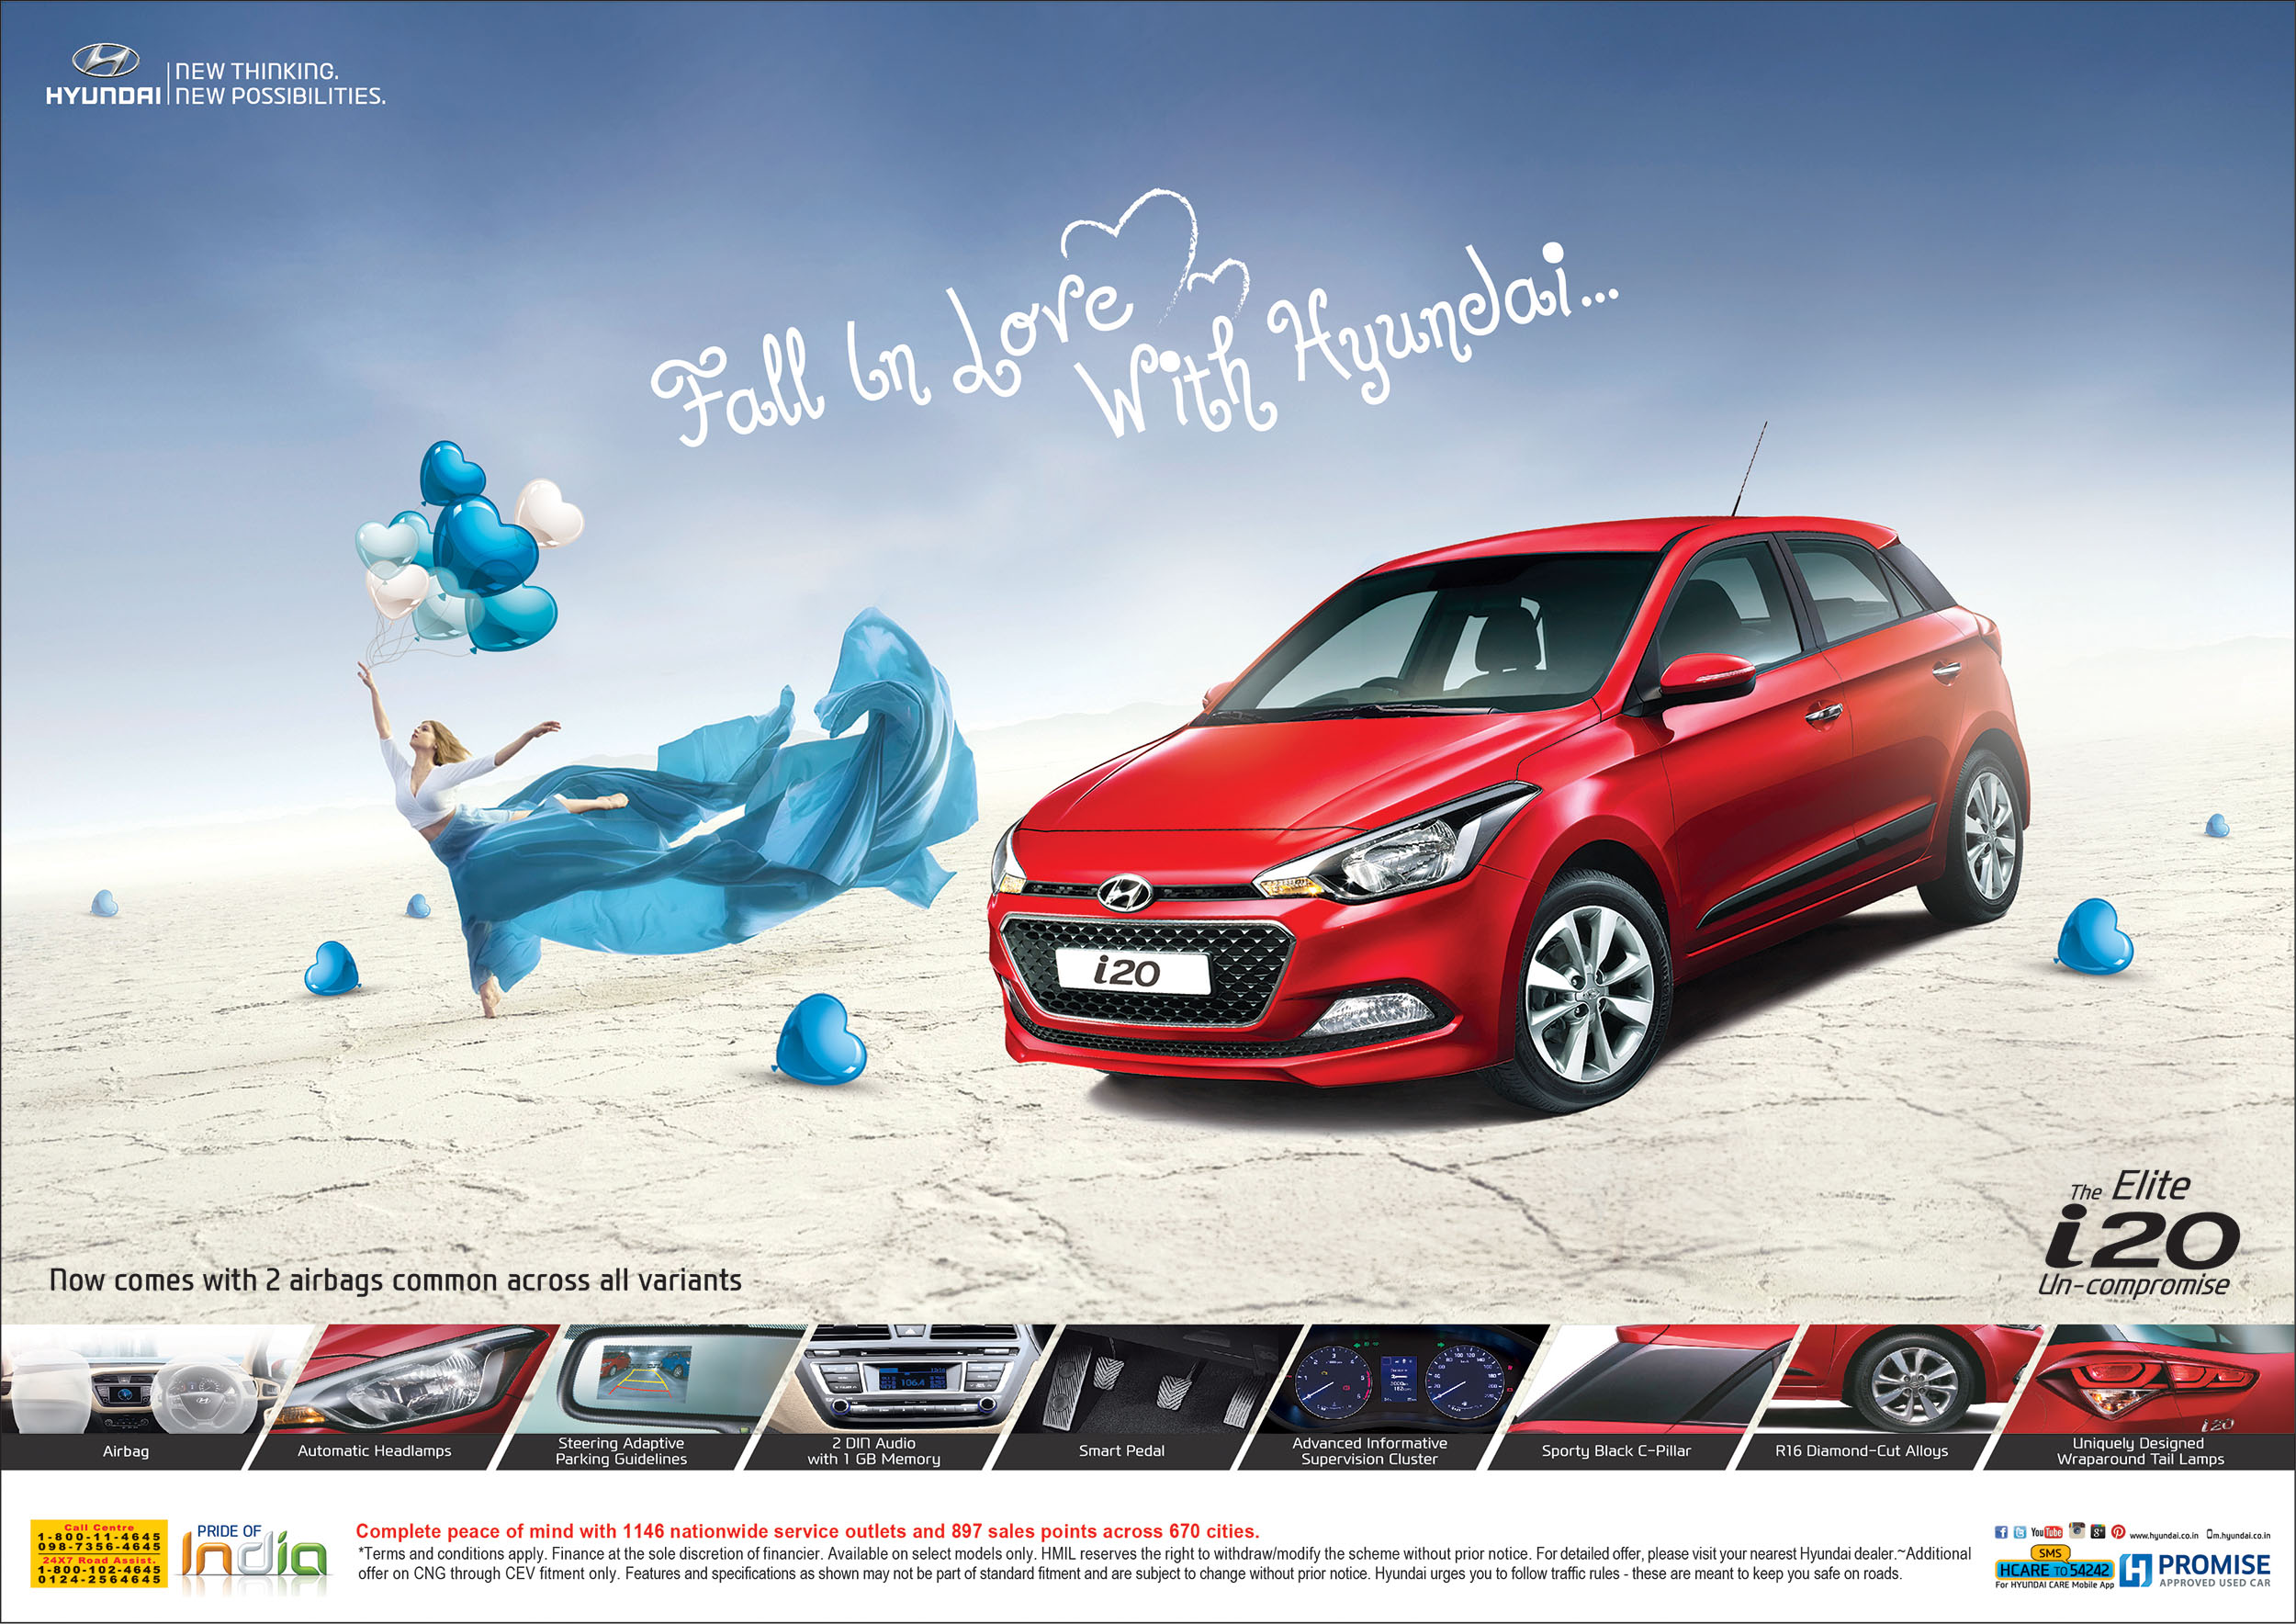 HYUNDAI
NEW THINKING.
NEW POSSIBILITIES.
Fall In Love
With Hyundai...
i20
The Elite
i20
Un-compromise
Now comes with 2 airbags common across all variants
106.4
i20
Airbag
Automatic Headlamps
Steering Adaptive
Parking Guidelines
2 DIN Audio
with 1 GB Memory
Smart Pedal
Advanced Informative
Supervision Cluster
Sporty Black C-Pillar
R16 Diamond-Cut Alloys
Uniquely Designed
Wraparound Tail Lamps
Call Centre
1-800-11-4645
098-7356-4645
24X7 Road Assist.
1-800-102-4645
0124-2564645
PRIDE OF
India
Complete peace of mind with 1146 nationwide service outlets and 897 sales points across 670 cities.
*Terms and conditions apply. Finance at the sole discretion of financier. Available on select models only. HMIL reserves the right to withdraw/modify the scheme without prior notice. For detailed offer, please visit your nearest Hyundai dealer.~Additional
offer on CNG through CEV fitment only. Features and specifications as shown may not be part of standard fitment and are subject to change without prior notice. Hyundai urges you to follow traffic rules - these are meant to keep you safe on roads.
YouTube
www.hyundai.co.in
m.hyundai.co.in
SMS
HCARE TO 54242
For HYUNDAI CARE Mobile App
PROMISE
APPROVED USED CAR